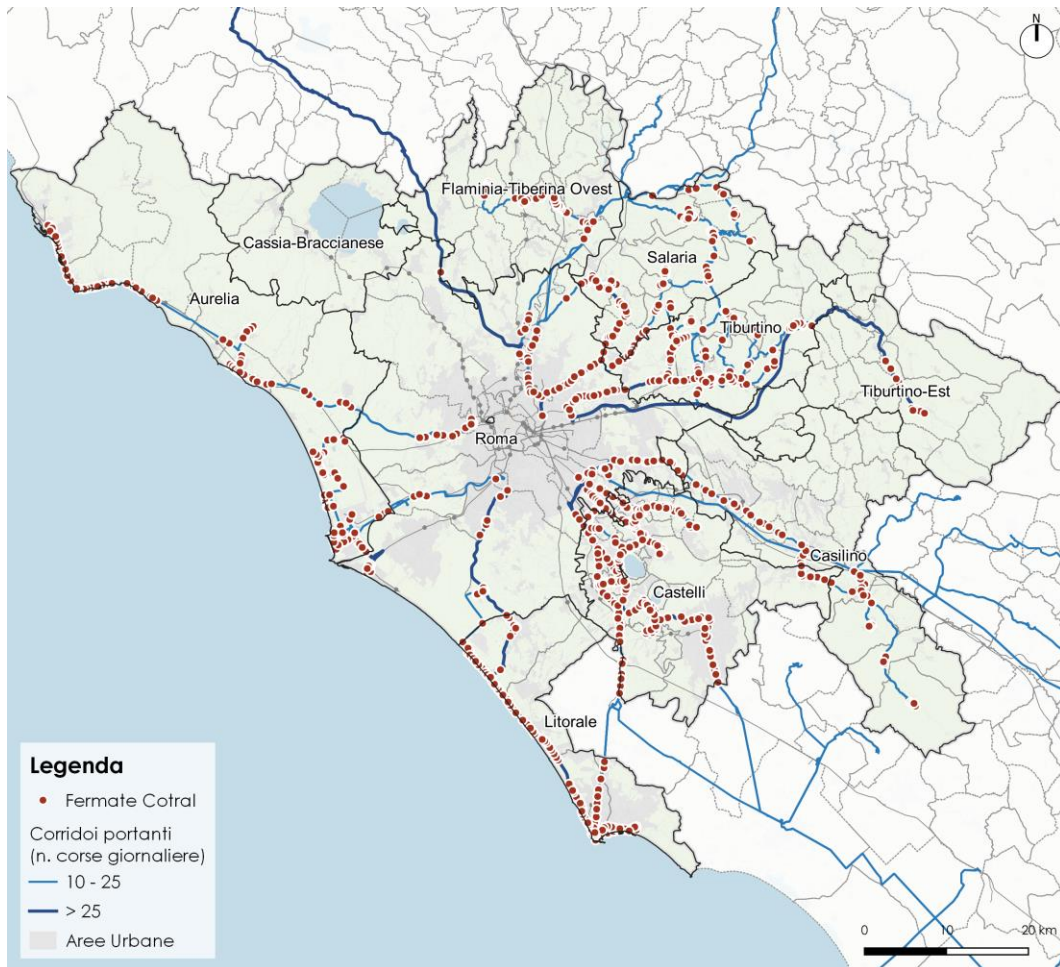 N
Flaminia-Tiberina Ovest
Cassia-Braccianese
Salaria
Aurelia
Tiburtino
Tiburtino-Est
Roma
Casilino
Castelli
Litorale
Legenda
Fermate Cotral
Corridoi portanti
(n. corse giornaliere)
10 - 25
> 25
Aree Urbane
0 10 20 km